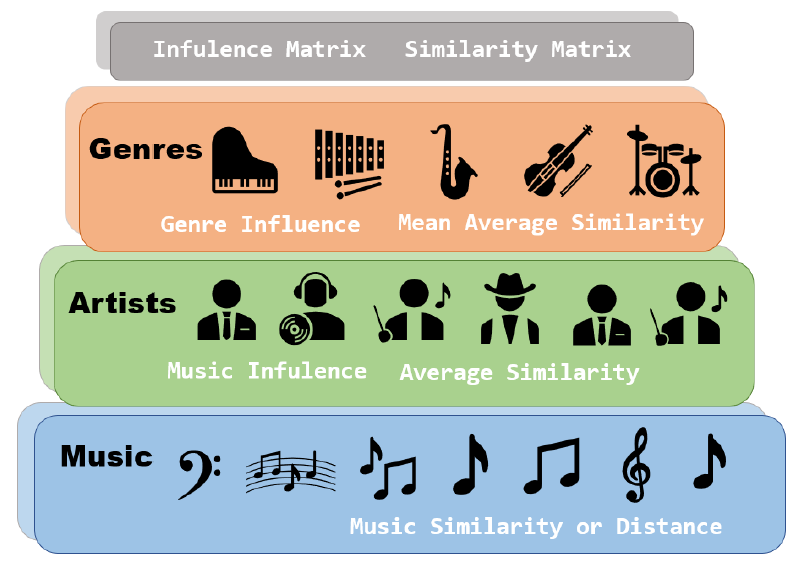 Infulence Matrix Similarity Matrix
Genres
Genre Influence Mean Average Similarity
Artists
Music Infulence Average Similarity
Music
Music Similarity or Distance